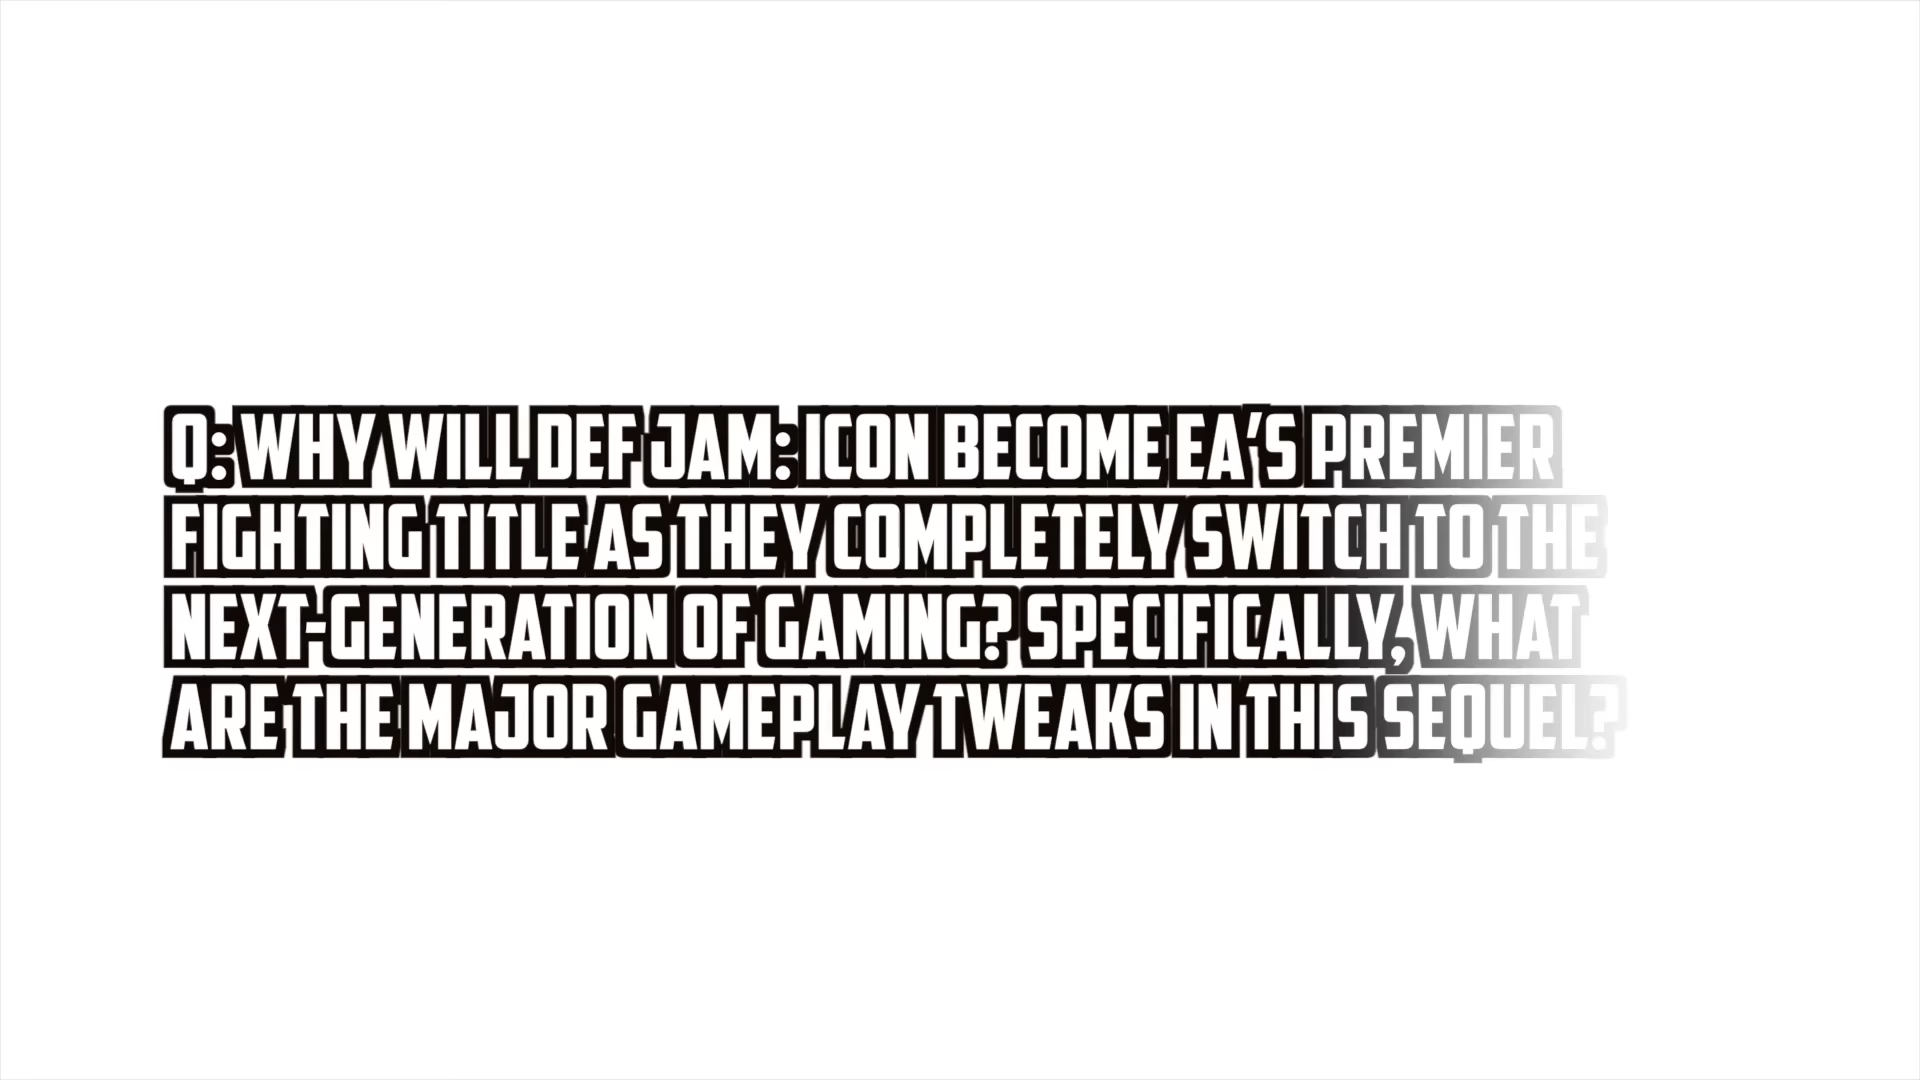 Q: WHY WILL DEF JAM: ICON BECOME EA'S PREMIER
FIGHTING TITLE AS THEY COMPLETELY SWITCH TO THE
NEXT-GENERATION OF GAMING? SPECIFICALLY, WHAT
ARE THE MAJOR GAMEPLAY TWEAKS IN THIS SEQUEL?